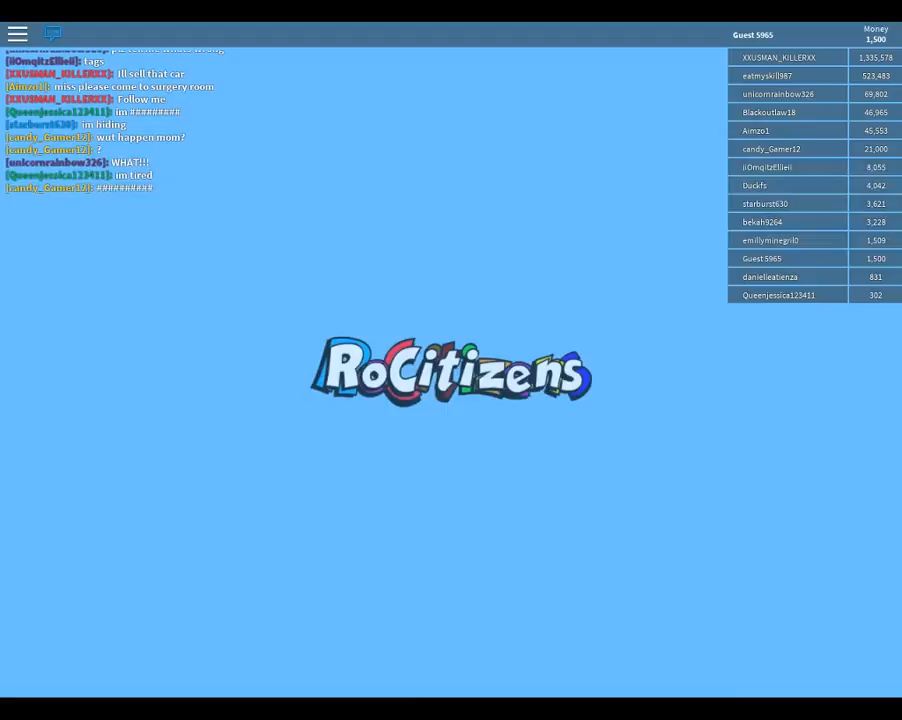 Guest 5965
Money
1,500
[iiOmqitzEllieii]: tags
[XXUSMAN_KILLERXX]: Ill sell that car
[Aimzo1]: miss please come to surgery room
[XXUSMAN_KILLERXX]: Follow me
[Queenjessica123411]: im #########
[starburst630]: im hiding
[candy_Gamer12]: wut happen mom?
[candy_Gamer12]: ?
[unicornrainbow326]: WHAT!!!
[Queenjessica123411]: im tired
[candy_Gamer12]: ##########
XXUSMAN_KILLERXX 1,335,578
eatmyskill987 523,483
unicornrainbow326 69,802
Blackoutlaw18 46,965
Aimzo1 45,553
candy_Gamer12 21,000
iiOmqitzEllieii 8,055
Duckfs 4,042
starburst630 3,621
bekah9264 3,228
emillyminegril0 1,509
Guest 5965 1,500
danielleatienza 831
Queenjessica123411 302
RoCitizens